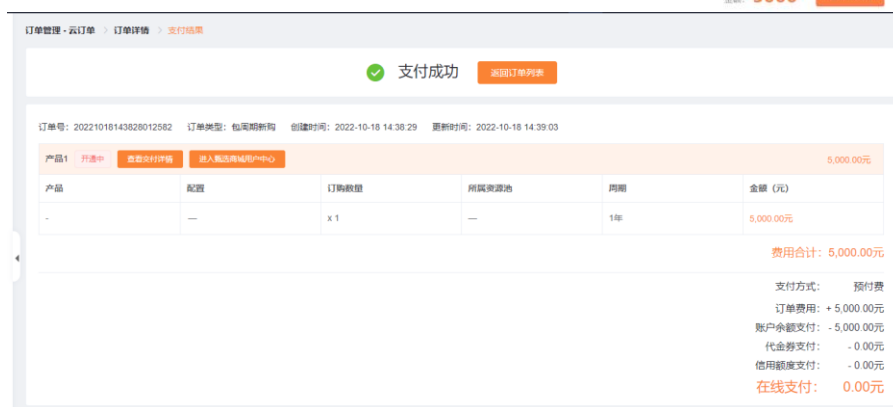 订单管理 - 云订单 > 订单详情 > 支付结果
支付成功 返回订单列表
订单号：20221018143828012582 订单类型：包周期新购 创建时间：2022-10-18 14:38:29 更新时间：2022-10-18 14:39:03
产品1 开通中 查看交付详情 进入甄选商城用户中心 5,000.00元
产品 配置 订购数量 所属资源池 周期 金额（元）
- — x 1 — 1年 5,000.00元
费用合计：5,000.00元
支付方式： 预付费
订单费用：+ 5,000.00元
账户余额支付：- 5,000.00元
代金券支付： - 0.00元
信用额度支付： - 0.00元
在线支付： 0.00元